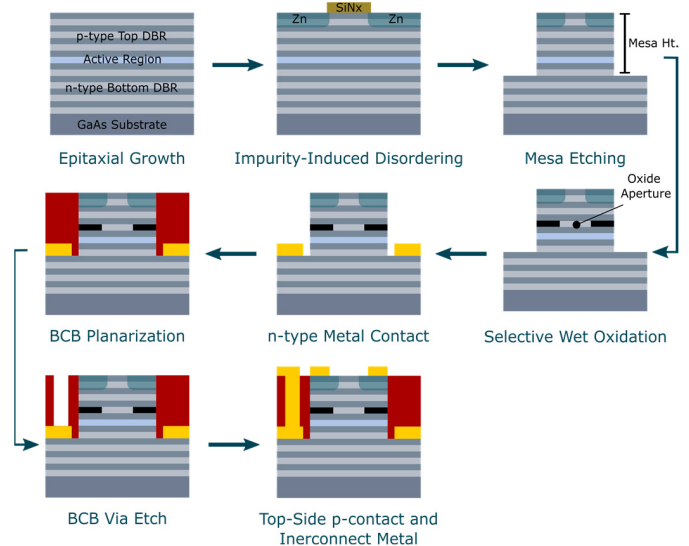 SiNx
Zn
Zn
p-type Top DBR
Active Region
n-type Bottom DBR
GaAs Substrate
Mesa Ht.
Epitaxial Growth
Impurity-Induced Disordering
Mesa Etching
Oxide
Aperture
BCB Planarization
n-type Metal Contact
Selective Wet Oxidation
BCB Via Etch
Top-Side p-contact and
Inerconnect Metal